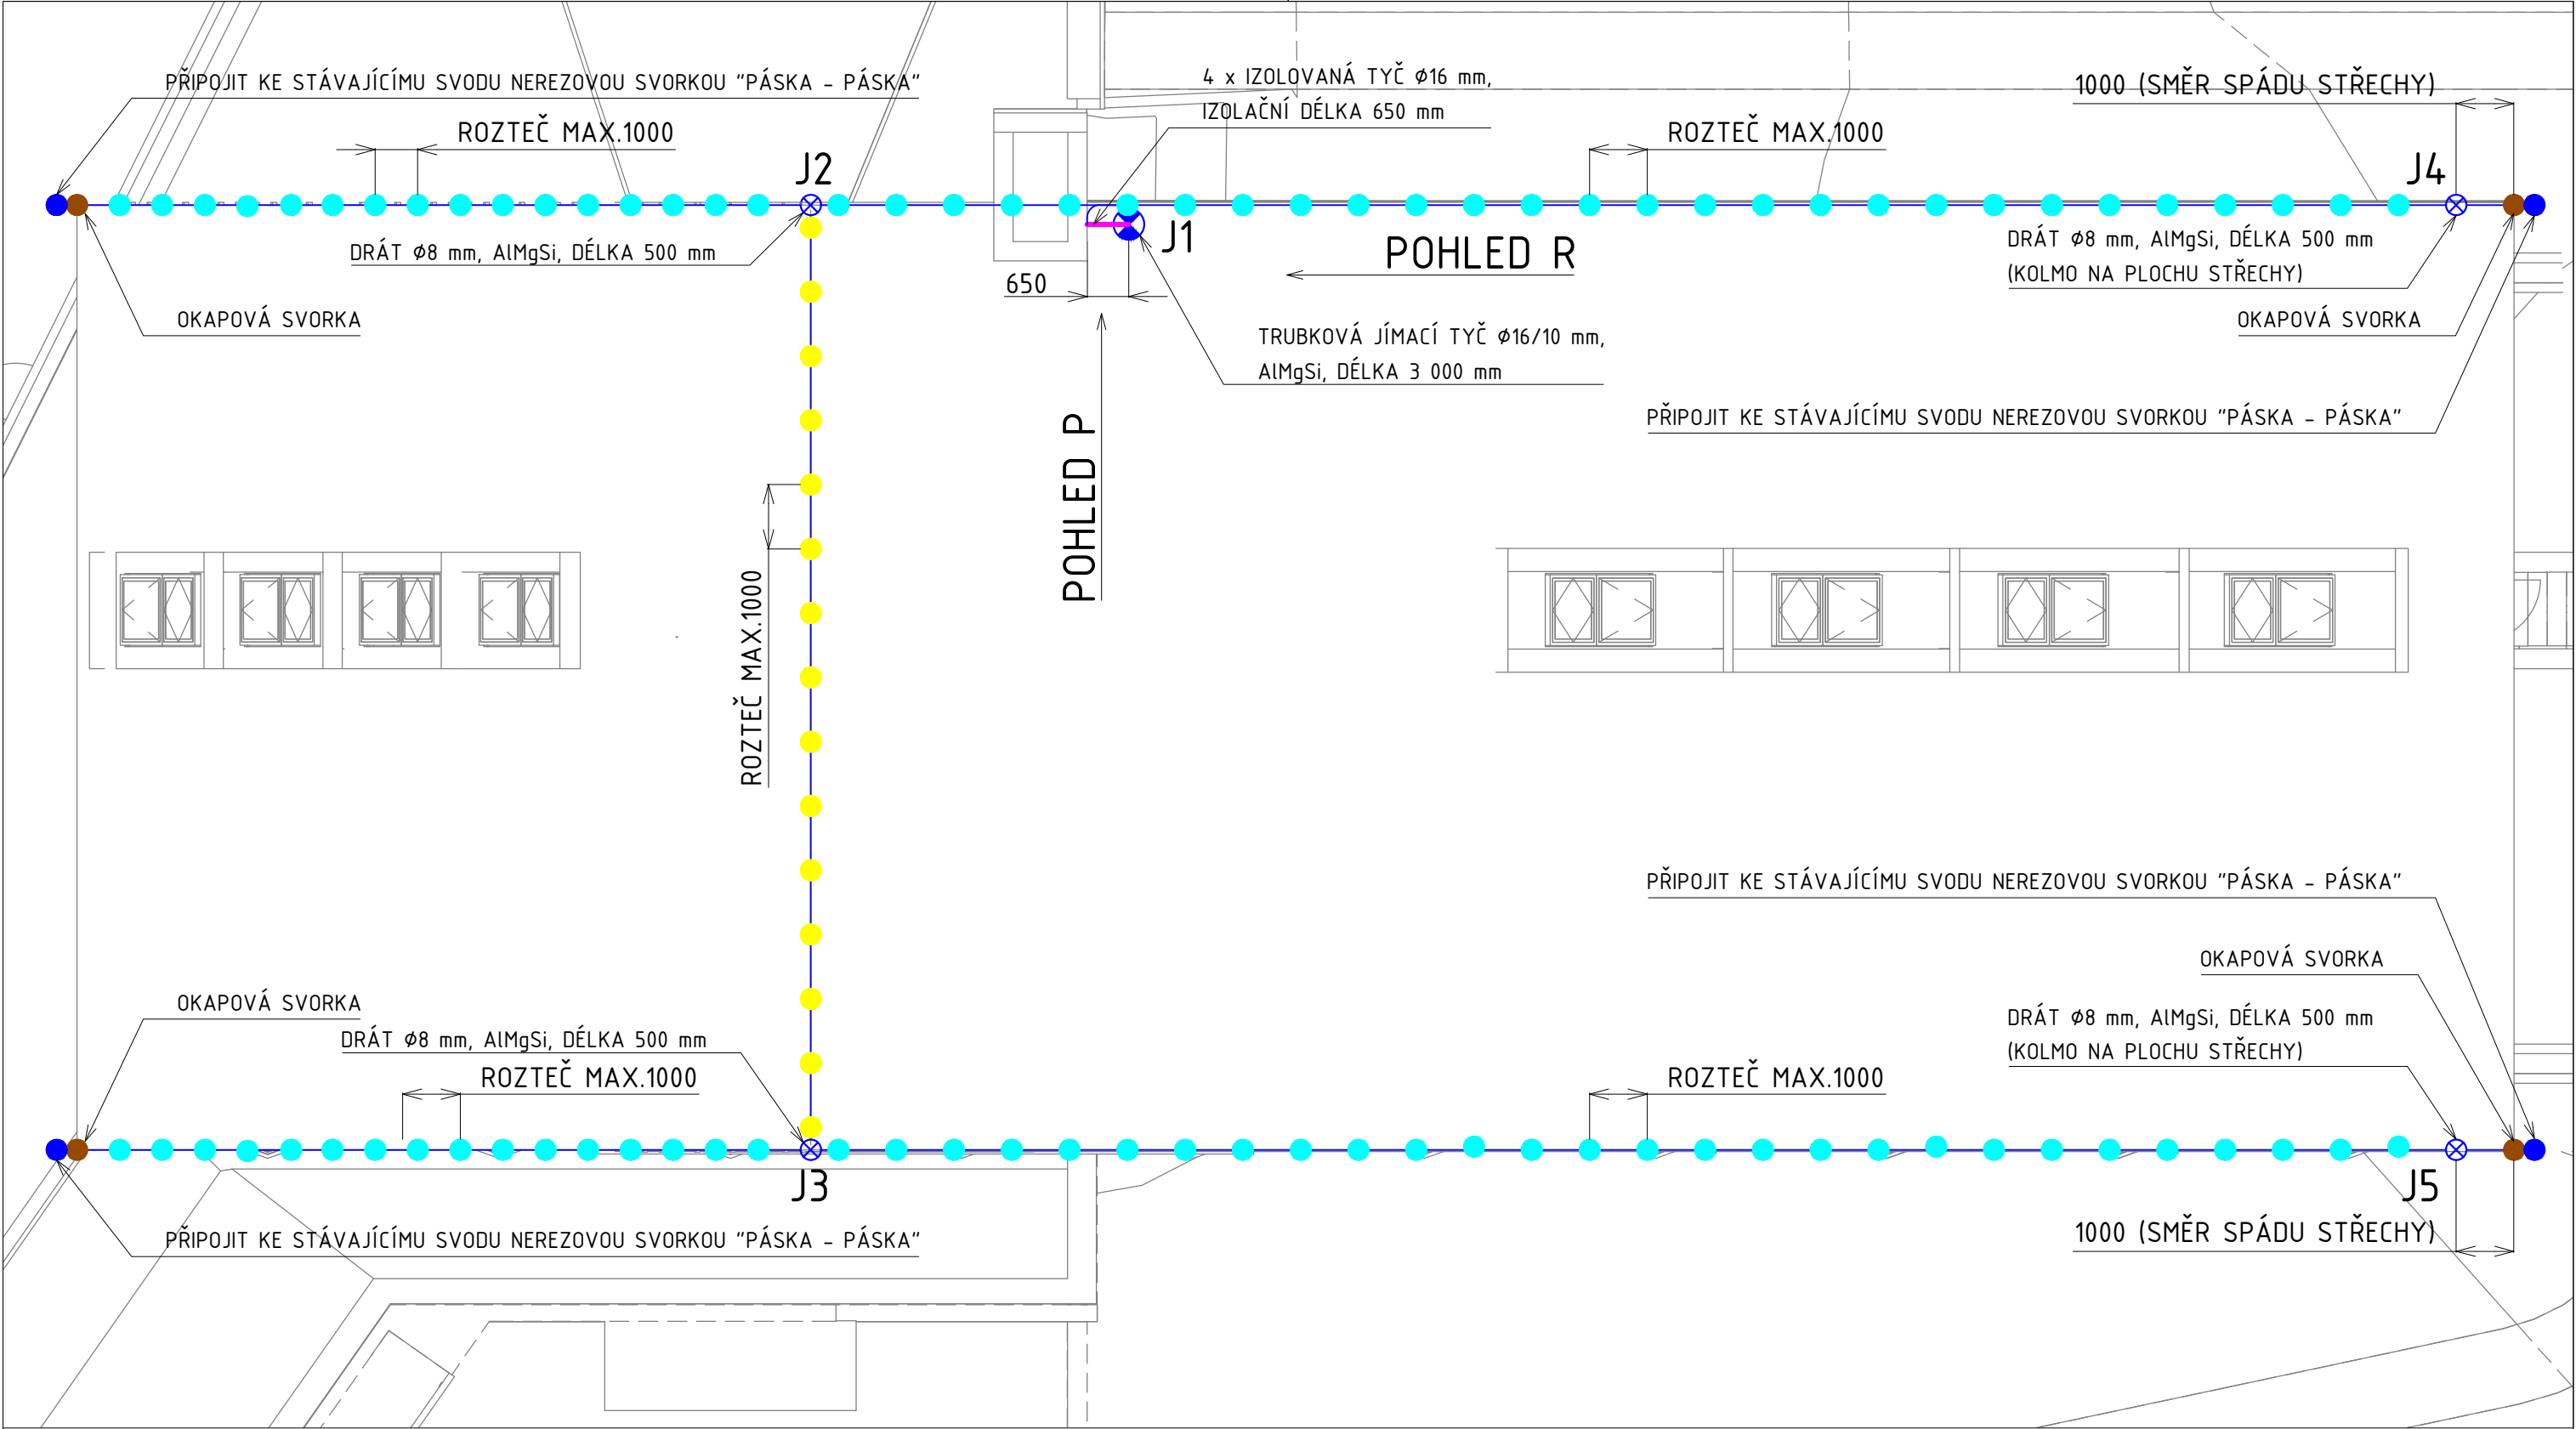 PŘIPOJIT KE STÁVAJÍCÍMU SVODU NEREZOVOU SVORKOU "PÁSKA - PÁSKA"
4 x IZOLOVANÁ TYČ Ø16 mm,
IZOLAČNÍ DÉLKA 650 mm
1000 (SMĚR SPÁDU STŘECHY)
ROZTEČ MAX.1000
ROZTEČ MAX.1000
J2
J4
J1
DRÁT Ø8 mm, AlMgSi, DÉLKA 500 mm
POHLED R
DRÁT Ø8 mm, AlMgSi, DÉLKA 500 mm
(KOLMO NA PLOCHU STŘECHY)
650
OKAPOVÁ SVORKA
OKAPOVÁ SVORKA
TRUBKOVÁ JÍMACÍ TYČ Ø16/10 mm,
AlMgSi, DÉLKA 3 000 mm
PŘIPOJIT KE STÁVAJÍCÍMU SVODU NEREZOVOU SVORKOU "PÁSKA - PÁSKA"
POHLED P
ROZTEČ MAX.1000
PŘIPOJIT KE STÁVAJÍCÍMU SVODU NEREZOVOU SVORKOU "PÁSKA - PÁSKA"
OKAPOVÁ SVORKA
OKAPOVÁ SVORKA
DRÁT Ø8 mm, AlMgSi, DÉLKA 500 mm
DRÁT Ø8 mm, AlMgSi, DÉLKA 500 mm
(KOLMO NA PLOCHU STŘECHY)
ROZTEČ MAX.1000
ROZTEČ MAX.1000
J3
J5
PŘIPOJIT KE STÁVAJÍCÍMU SVODU NEREZOVOU SVORKOU "PÁSKA - PÁSKA"
1000 (SMĚR SPÁDU STŘECHY)